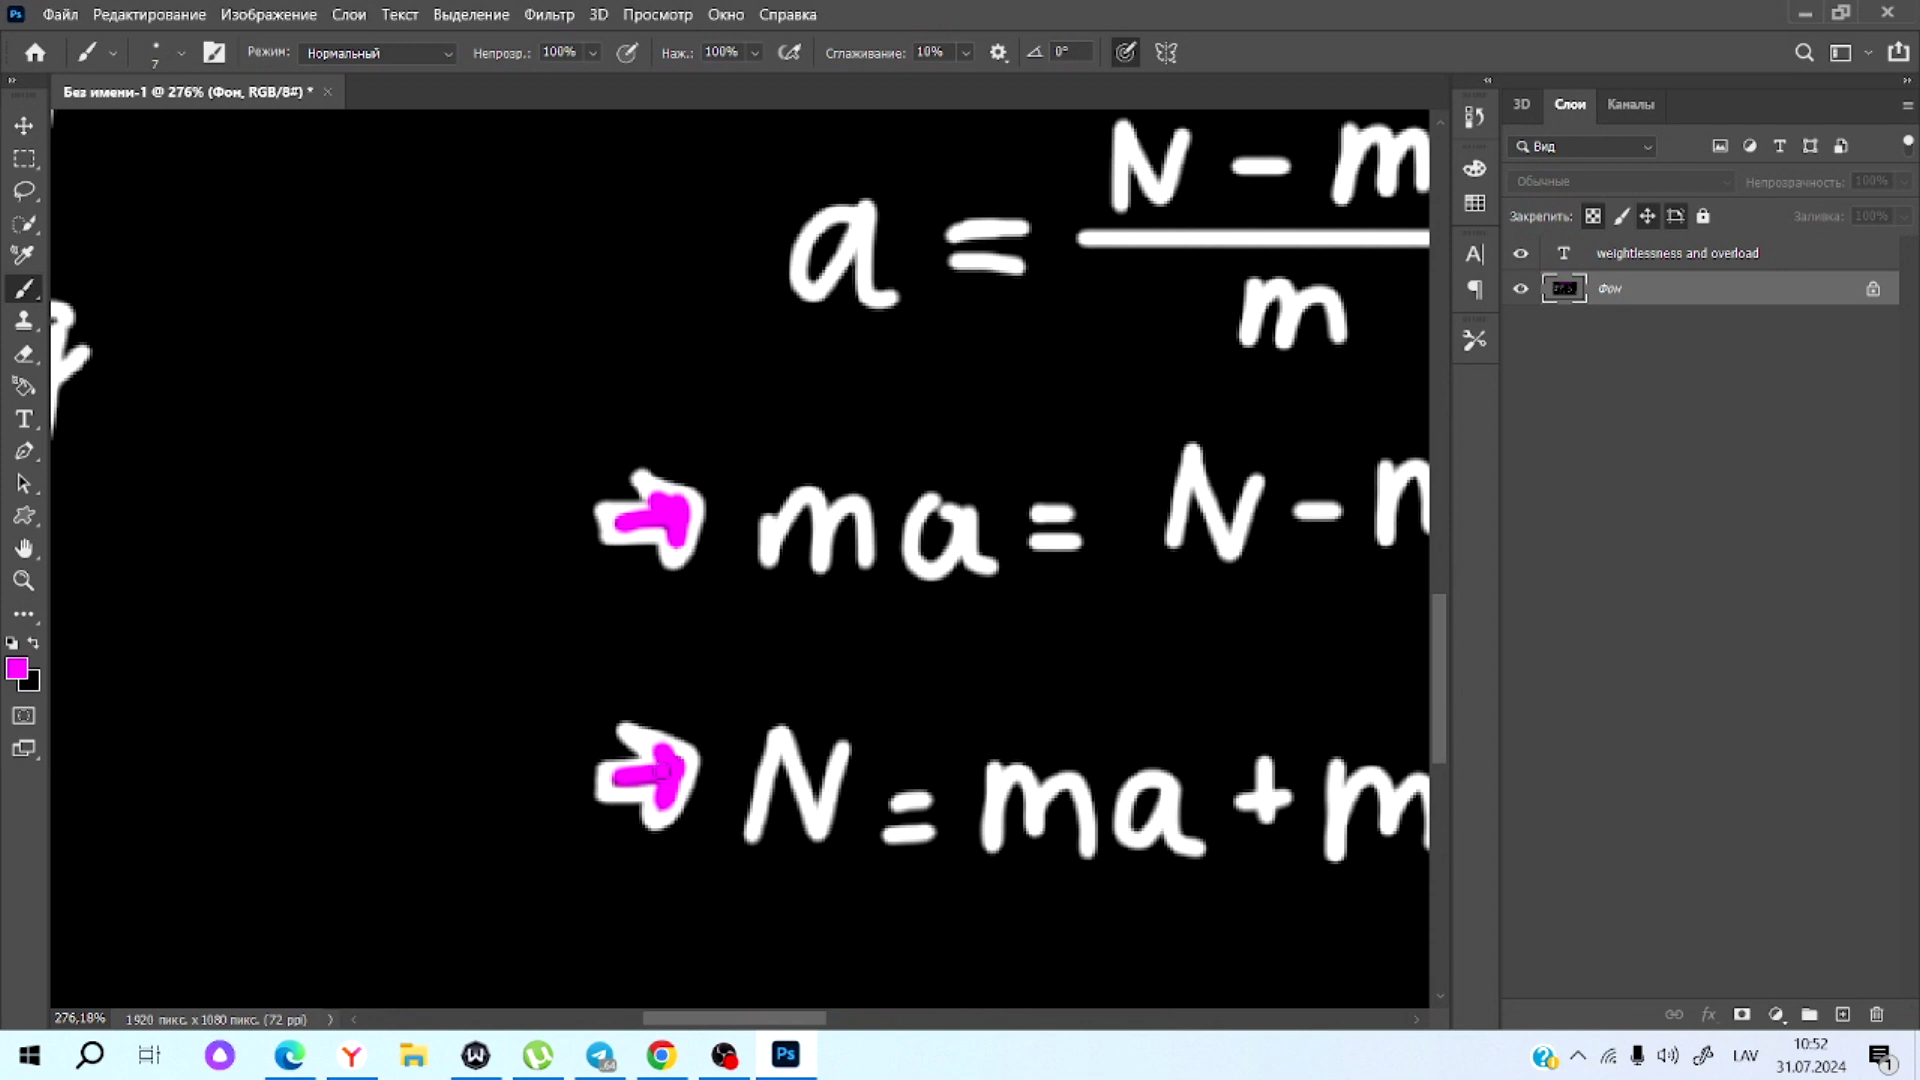 Файл Редактирование Изображение Слои Текст Выделение Фильтр 3D Просмотр Окно Справка
7 Режим: Нормальный Непрозр.: 100% Наж.: 100% Сглаживание: 10% 0°
Без имени-1 @ 276% (Фон, RGB/8#) *
3D Слои Каналы
Вид
Обычные Непрозрачность: 100%
Закрепить: Заливка: 100%
weightlessness and overload
Фон
N - m
a =
m
ma = N -
N = ma + m
276,18% 1920 пикс. x 1080 пикс. (72 ppi)
LAV
10:52
31.07.2024